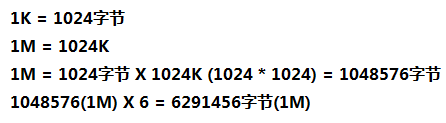 1K = 1024字节
1M = 1024K
1M = 1024字节 X 1024K (1024 * 1024) = 1048576字节
1048576(1M) X 6 = 6291456字节(1M)